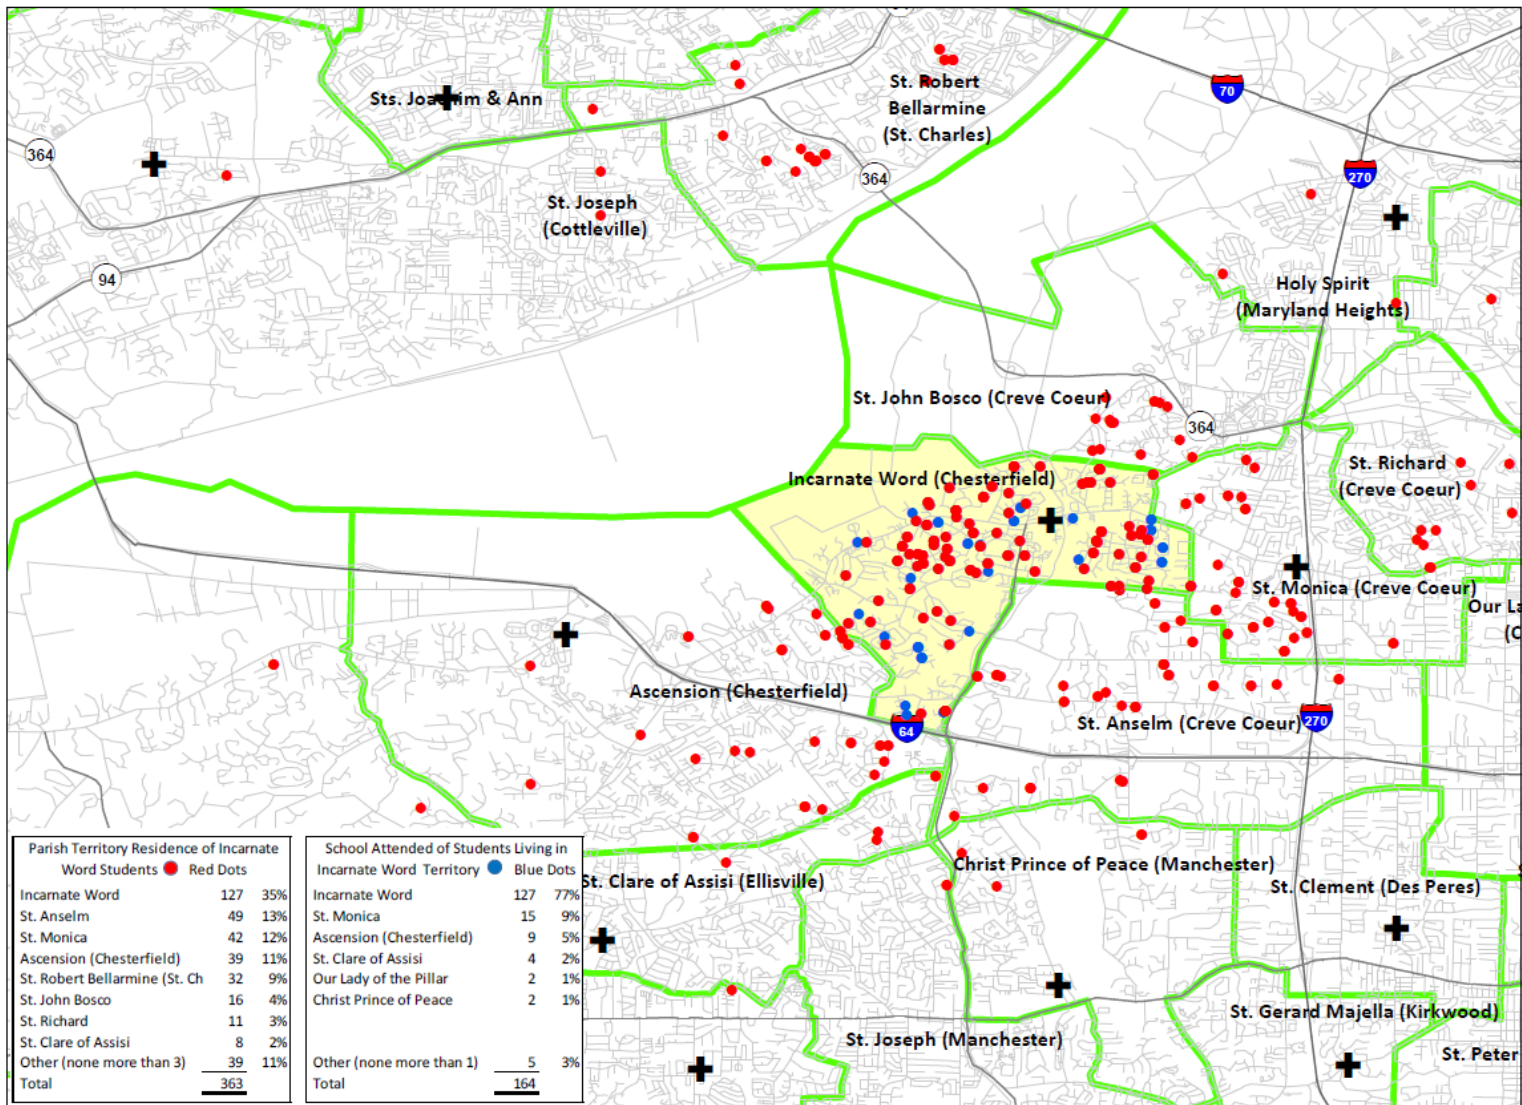 70
Sts. Joachim & Ann
St. Robert
Bellarmine
(St. Charles)
364
364
270
St. Joseph
(Cottleville)
94
Holy Spirit
(Maryland Heights)
St. John Bosco (Creve Coeur)
364
Incarnate Word (Chesterfield)
St. Richard
(Creve Coeur)
St. Monica (Creve Coeur)
Our La
(C
Ascension (Chesterfield)
St. Anselm (Creve Coeur)
270
64
Christ Prince of Peace (Manchester)
St. Clare of Assisi (Ellisville)
St. Clement (Des Peres)
St. Gerard Majella (Kirkwood)
St. Joseph (Manchester)
St. Peter
Parish Territory Residence of Incarnate
Word Students Red Dots
Incarnate Word 127 35%
St. Anselm 49 13%
St. Monica 42 12%
Ascension (Chesterfield) 39 11%
St. Robert Bellarmine (St. Ch 32 9%
St. John Bosco 16 4%
St. Richard 11 3%
St. Clare of Assisi 8 2%
Other (none more than 3) 39 11%
Total 363
School Attended of Students Living in
Incarnate Word Territory Blue Dots
Incarnate Word 127 77%
St. Monica 15 9%
Ascension (Chesterfield) 9 5%
St. Clare of Assisi 4 2%
Our Lady of the Pillar 2 1%
Christ Prince of Peace 2 1%
Other (none more than 1) 5 3%
Total 164